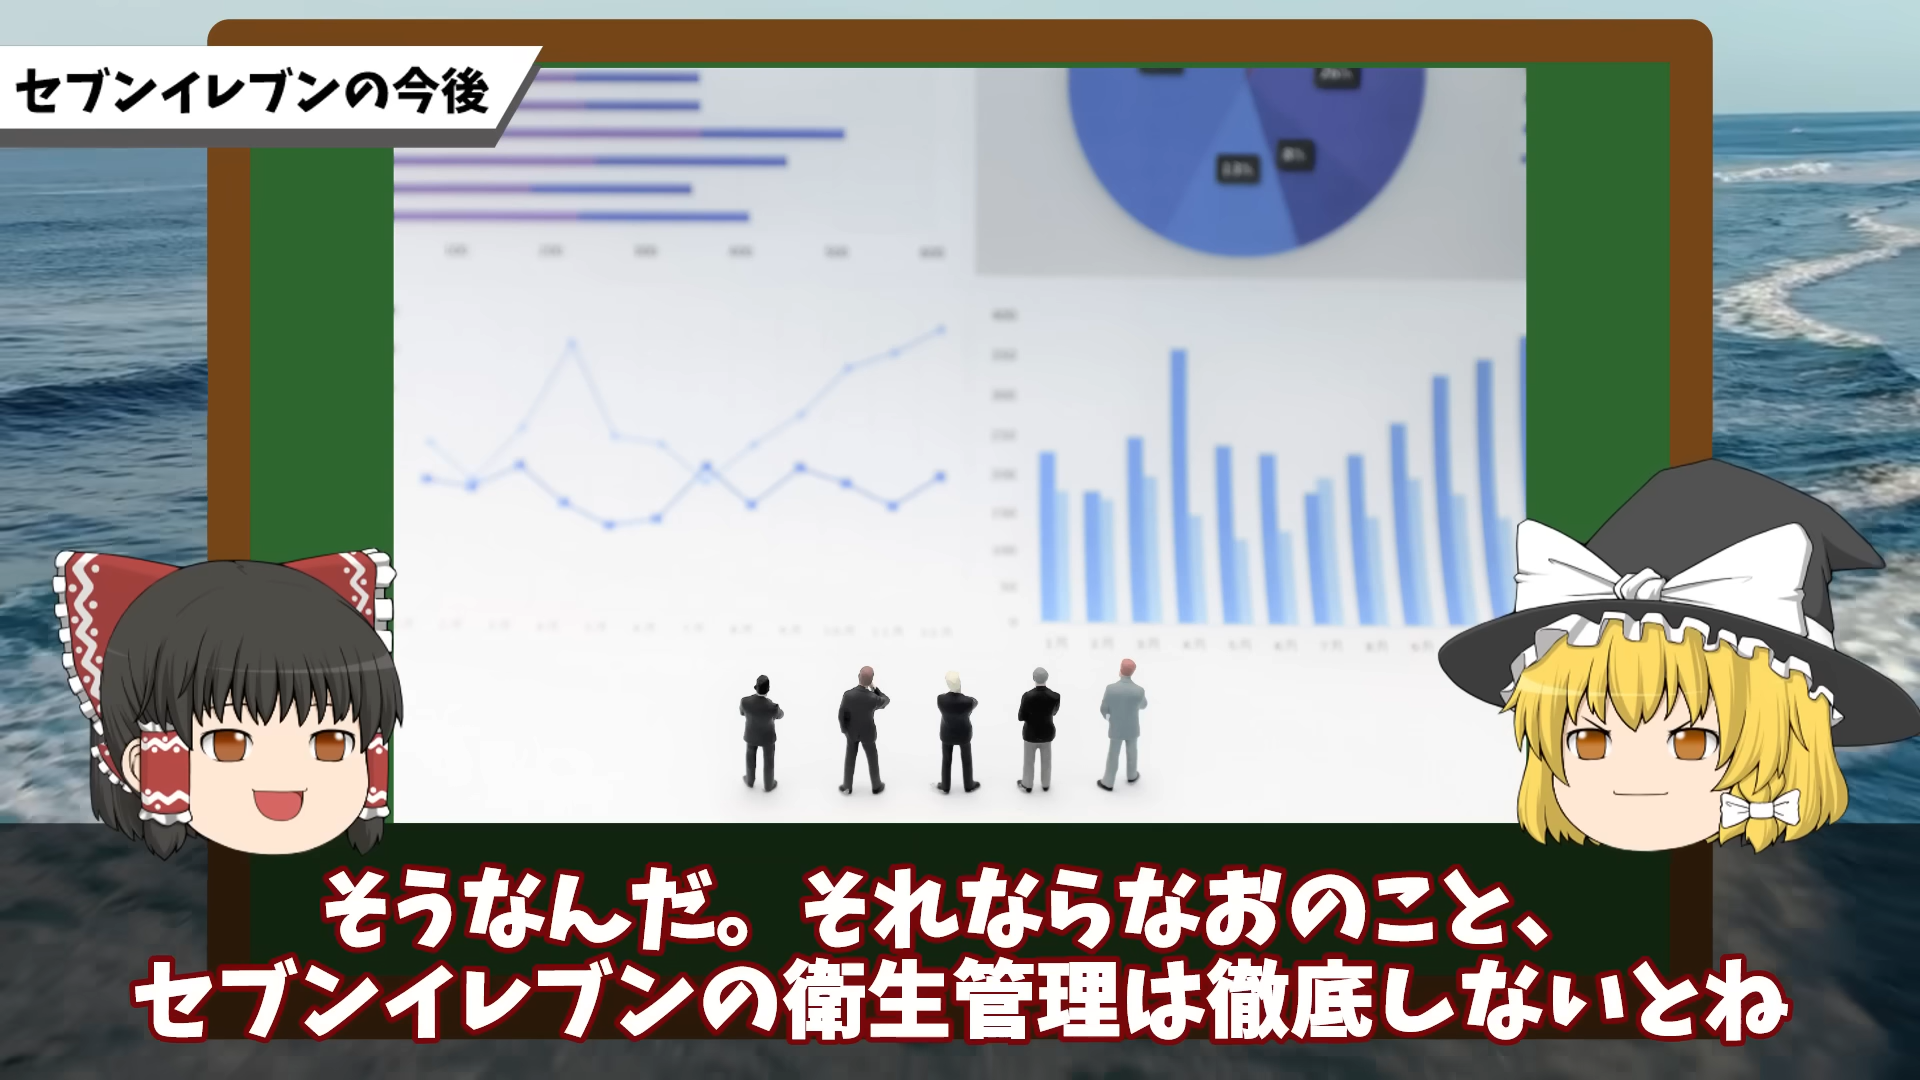 セブンイレブンの今後
そうなんだ。それならなおのこと、
セブンイレブンの衛生管理は徹底しないとね